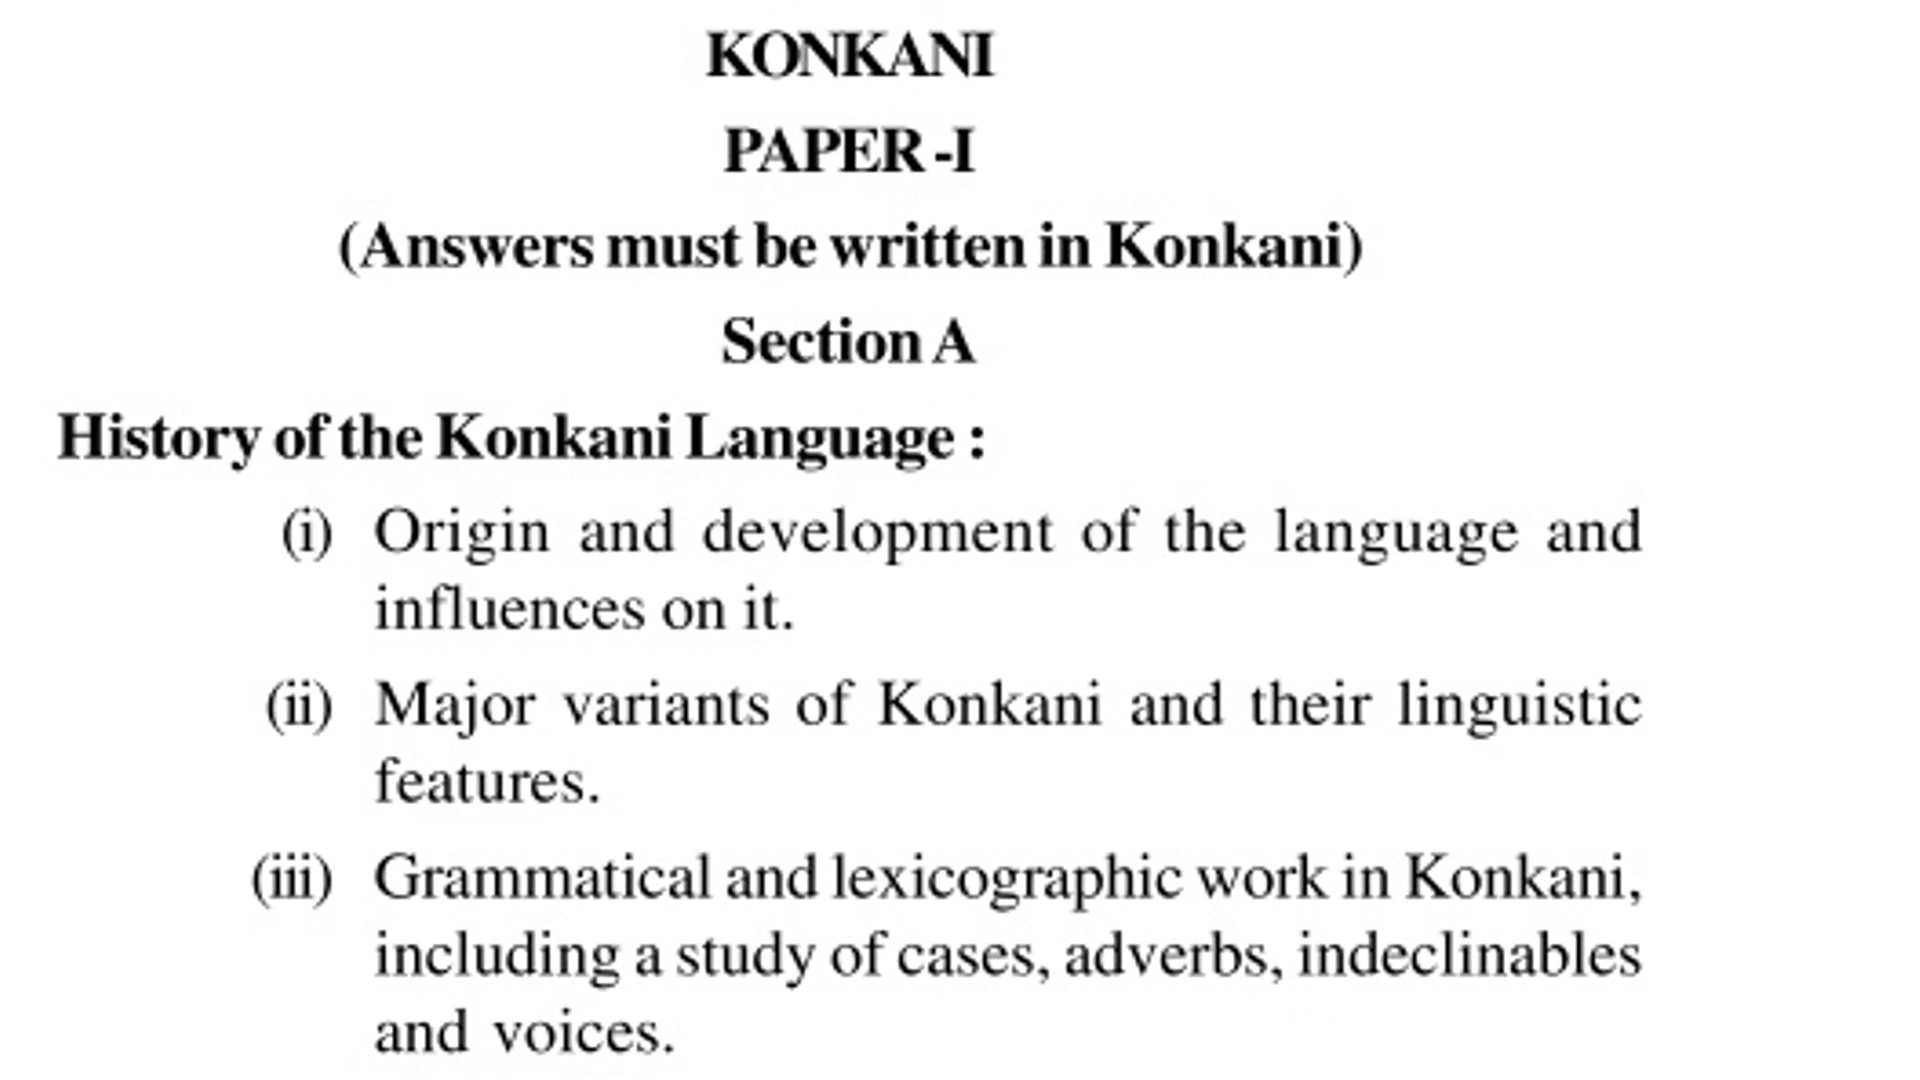 KONKANI
PAPER -I
(Answers must be written in Konkani)
Section A
History of the Konkani Language :
(i) Origin and development of the language and
influences on it.
(ii) Major variants of Konkani and their linguistic
features.
(iii) Grammatical and lexicographic work in Konkani,
including a study of cases, adverbs, indeclinables
and voices.